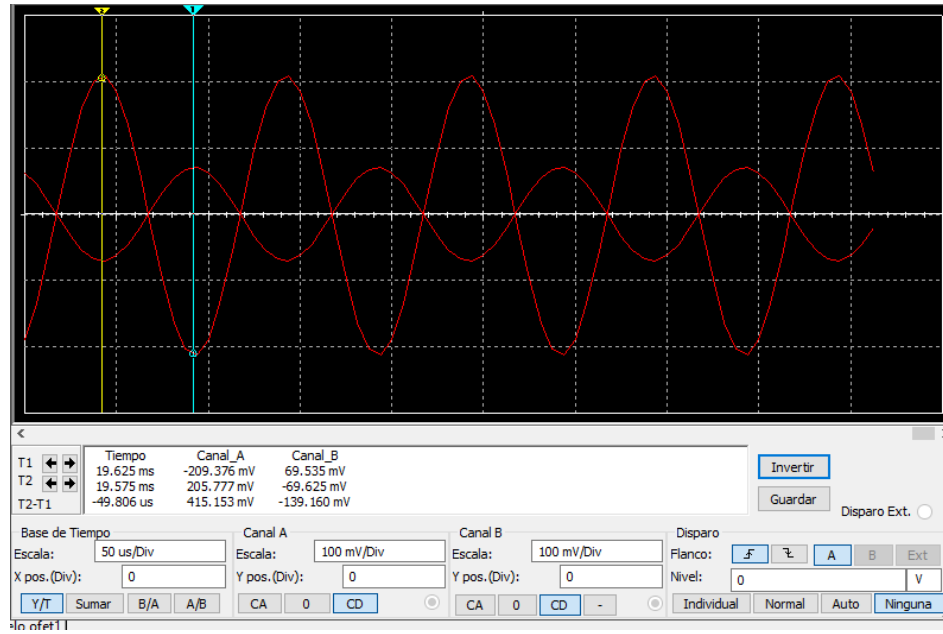 2 1
T1 Tiempo Canal_A Canal_B
19.625 ms -209.376 mV 69.535 mV
T2 19.575 ms 205.777 mV -69.625 mV
T2-T1 -49.806 us 415.153 mV -139.160 mV
Invertir
Guardar
Disparo Ext.
Base de Tiempo Canal A Canal B Disparo
Escala: 50 us/Div Escala: 100 mV/Div Escala: 100 mV/Div Flanco: A B Ext
X pos.(Div): 0 Y pos.(Div): 0 Y pos.(Div): 0 Nivel: 0 V
Y/T Sumar B/A A/B CA 0 CD CA 0 CD - Individual Normal Auto Ninguna
elo ofet1